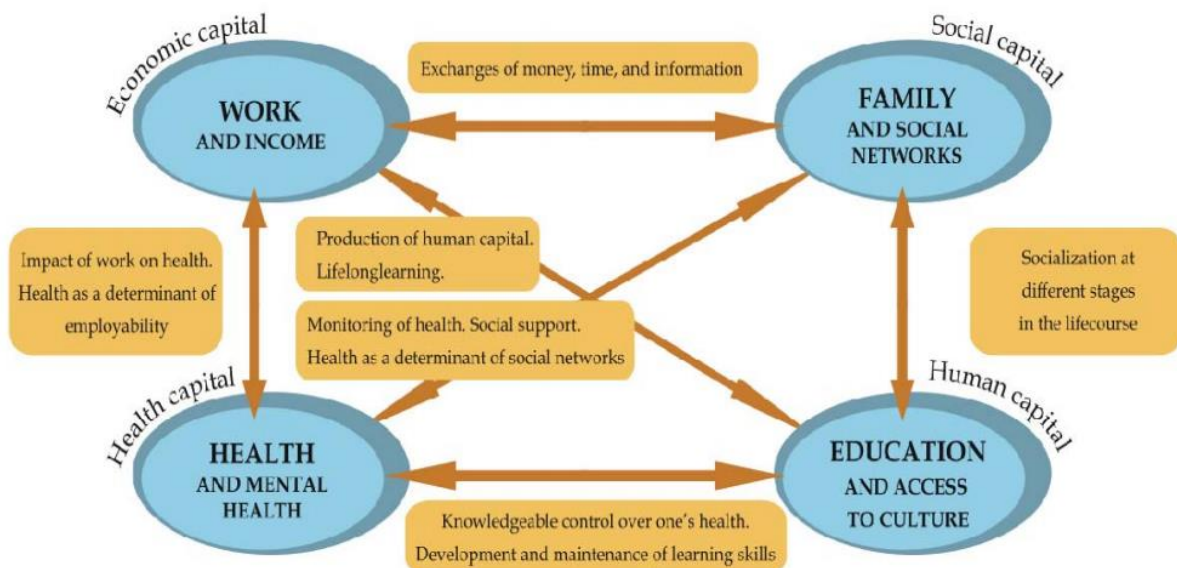 Economic capital
Social capital
Exchanges of money, time, and information
WORK
AND INCOME
FAMILY
AND SOCIAL
NETWORKS
Impact of work on health.
Health as a determinant of
employability
Production of human capital.
Lifelonglearning.
Monitoring of health. Social support.
Health as a determinant of social networks
Socialization at
different stages
in the lifecourse
Health capital
Human capital
HEALTH
AND MENTAL
HEALTH
EDUCATION
AND ACCESS
TO CULTURE
Knowledgeable control over one's health.
Development and maintenance of learning skills